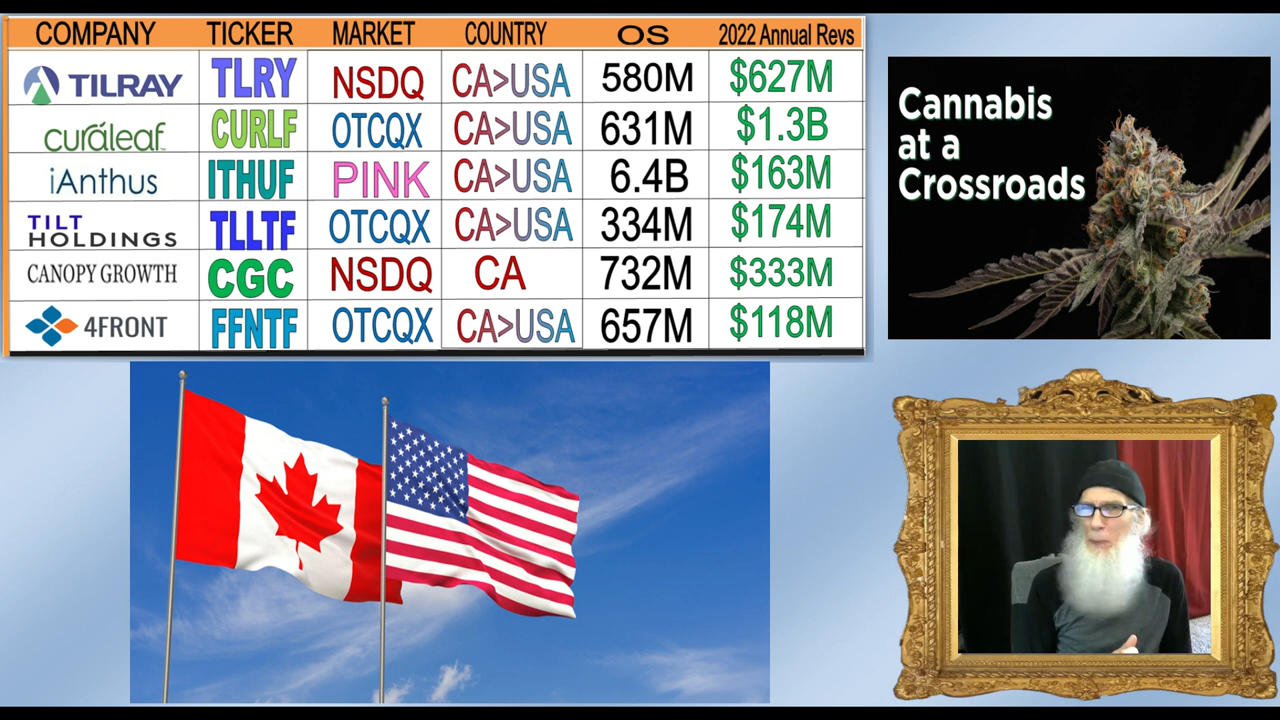 COMPANY TICKER MARKET COUNTRY OS 2022 Annual Revs
TILRAY TLRY NSDQ CA>USA 580M $627M
curaleaf CURLF OTCQX CA>USA 631M $1.3B
iAnthus ITHUF PINK CA>USA 6.4B $163M
TILT
HOLDINGS TLLTF OTCQX CA>USA 334M $174M
CANOPY GROWTH CGC NSDQ CA 732M $333M
4FRONT FFNTF OTCQX CA>USA 657M $118M
Cannabis
at a
Crossroads